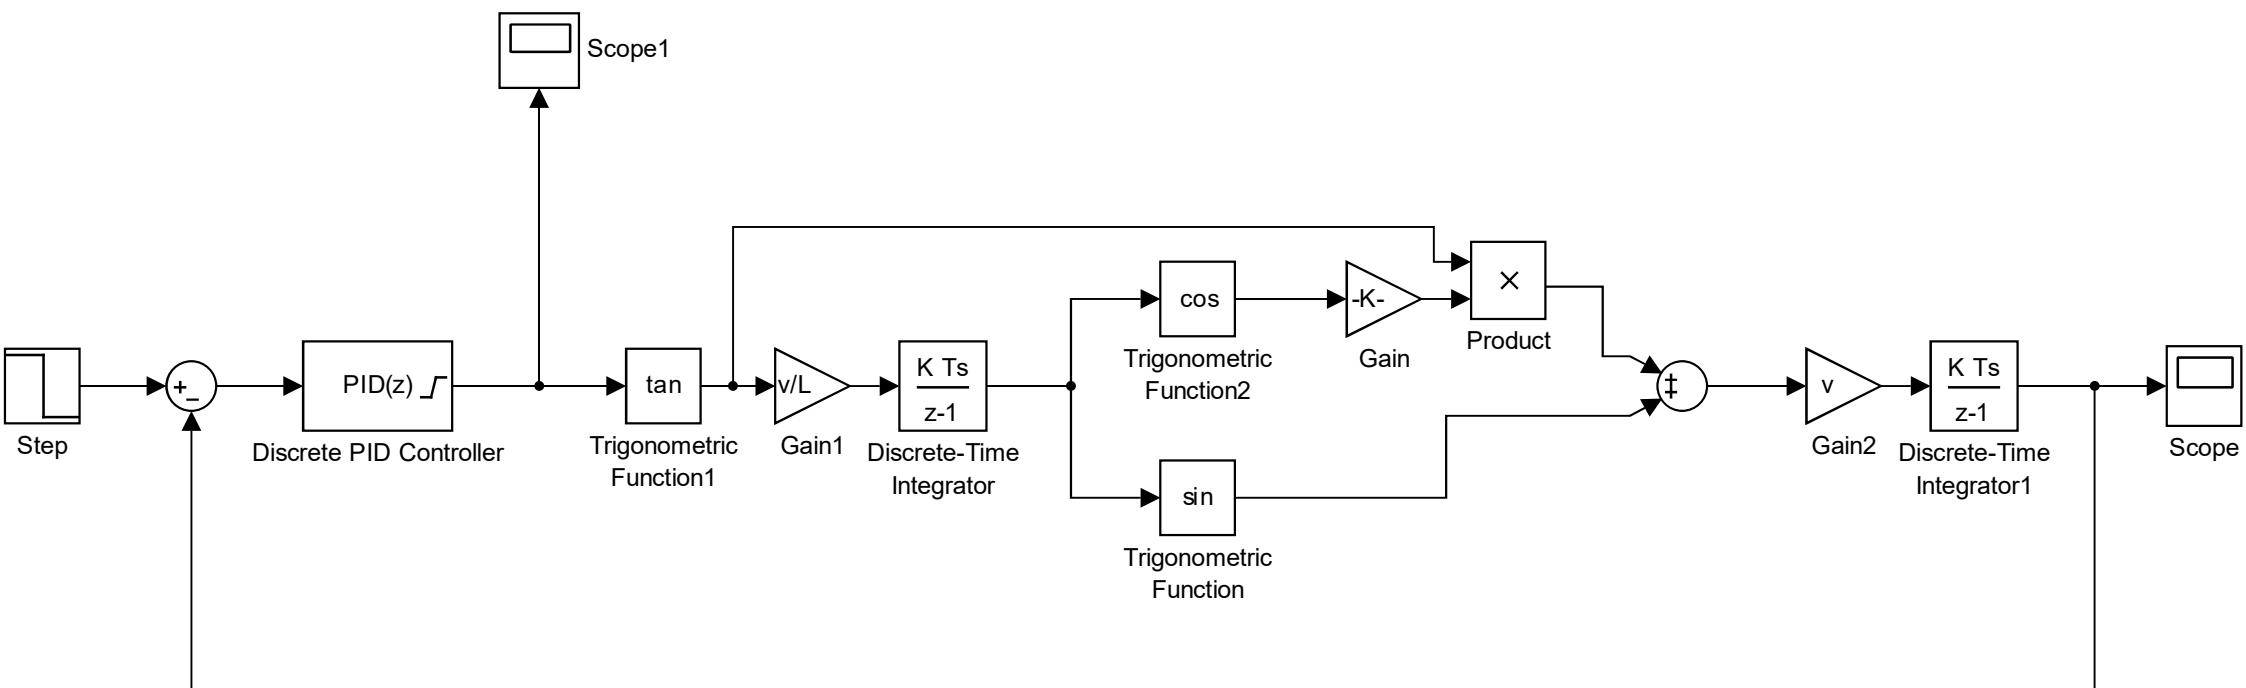 Scope1
Step
+
−
PID(z)
Discrete PID Controller
tan
Trigonometric
Function1
v/L
Gain1
K Ts
z-1
Discrete-Time
Integrator
cos
Trigonometric
Function2
-K-
Gain
×
Product
sin
Trigonometric
Function
+
+
v
Gain2
K Ts
z-1
Discrete-Time
Integrator1
Scope